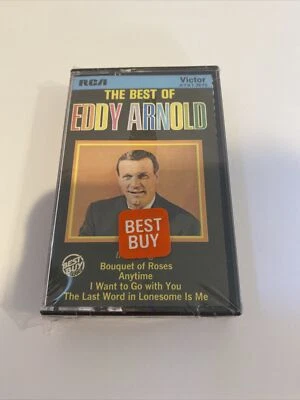 RCA Victor
THE BEST OF
EDDY ARNOLD
BEST
BUY
BEST
BUY
Bouquet of Roses
Anytime
I Want to Go with You
The Last Word in Lonesome Is Me